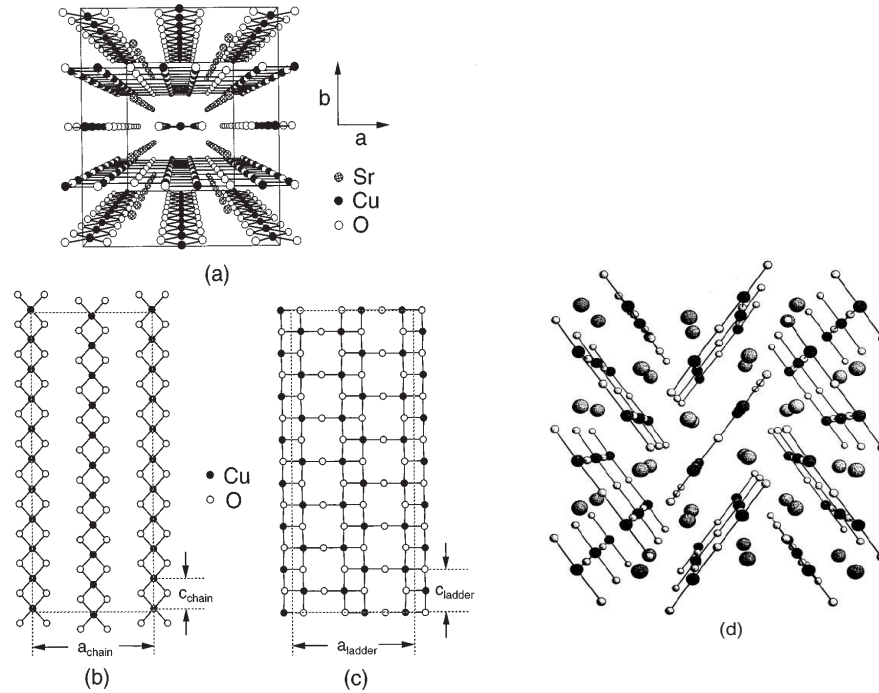 b
a
Sr
Cu
O
(a)
Cu
O
c_chain
a_chain
(b)
c_ladder
a_ladder
(c)
(d)